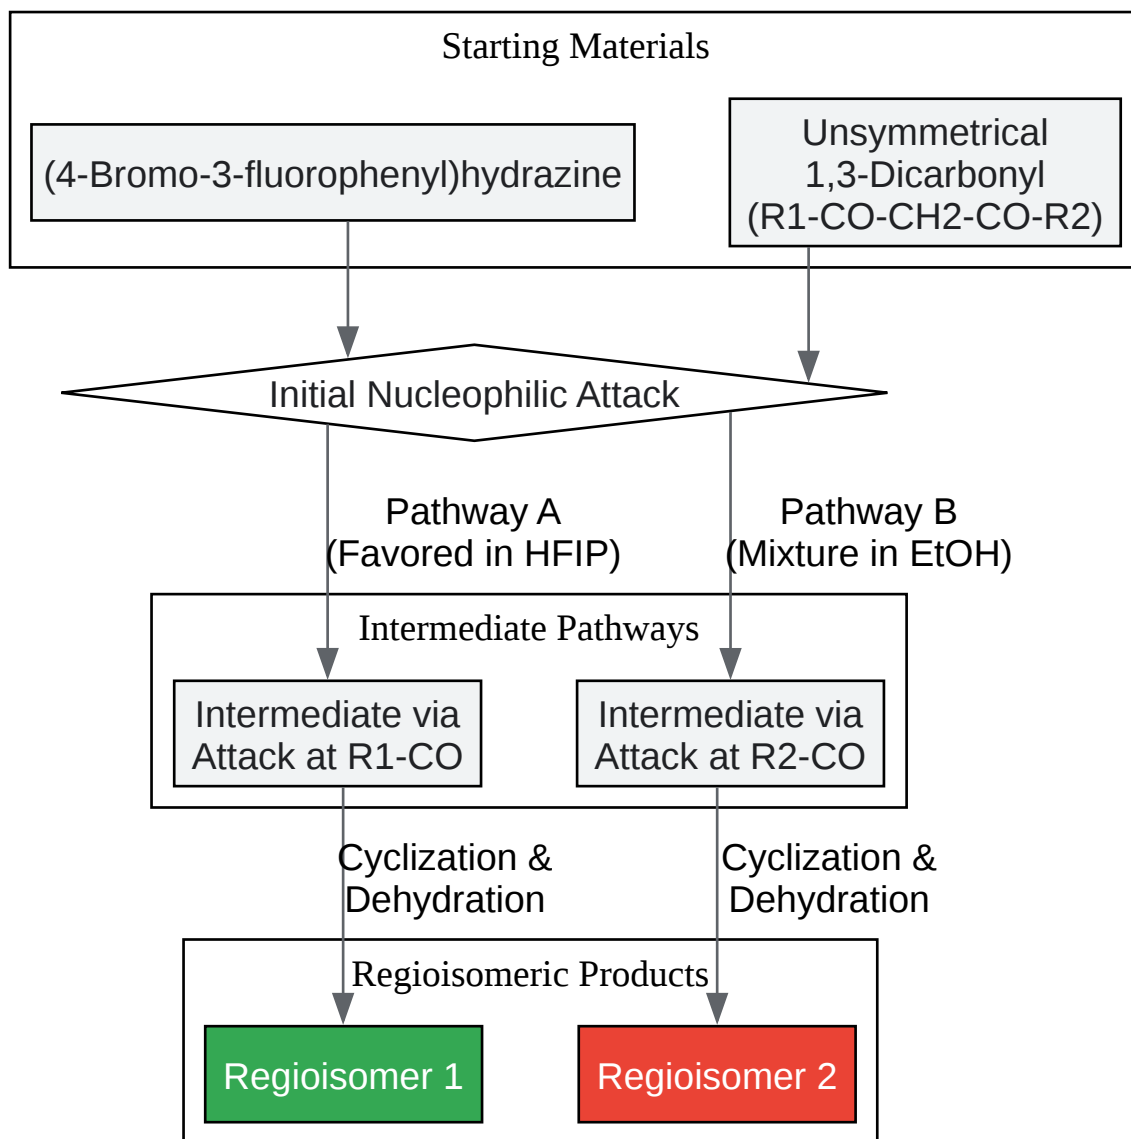 Starting Materials
(4-Bromo-3-fluorophenyl)hydrazine
Unsymmetrical
1,3-Dicarbonyl
(R1-CO-CH2-CO-R2)
Initial Nucleophilic Attack
Pathway A
(Favored in HFIP)
Pathway B
(Mixture in EtOH)
Intermediate Pathways
Intermediate via
Attack at R1-CO
Intermediate via
Attack at R2-CO
Cyclization &
Dehydration
Cyclization &
Dehydration
Regioisomeric Products
Regioisomer 1
Regioisomer 2